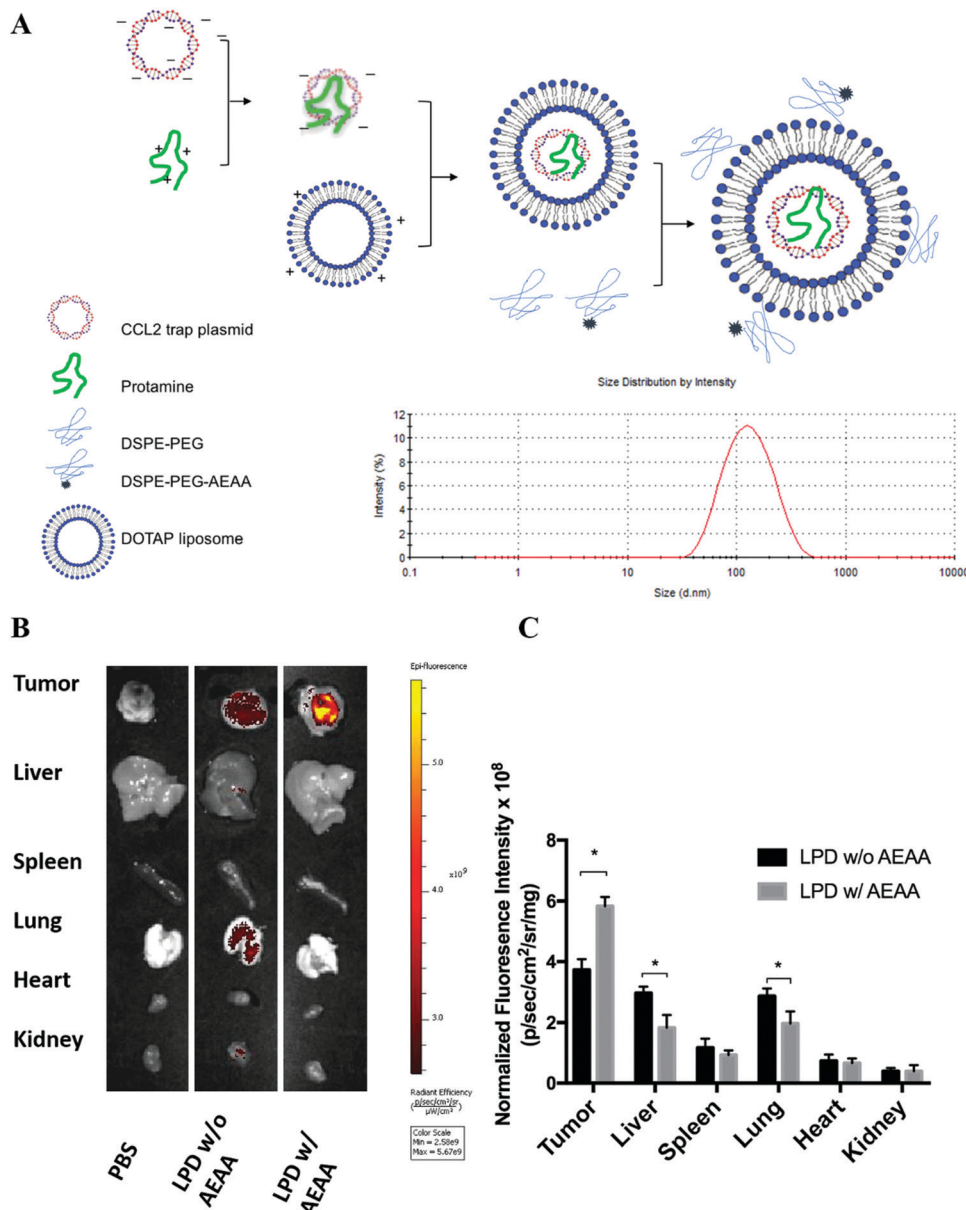 A
− − − − − − −
+ + +
− − − −
+ + + +
CCL2 trap plasmid
Protamine
DSPE-PEG
DSPE-PEG-AEAA
DOTAP liposome
Size Distribution by Intensity
Intensity (%)
12
10
8
6
4
2
0
0.1 1 10 100 1000 10000
Size (d.nm)
B
Tumor
Liver
Spleen
Lung
Heart
Kidney
PBS
LPD w/o
AEAA
LPD w/
AEAA
Epi-fluorescence
5.0
x10⁹
4.0
3.0
Radiant Efficiency
(p/sec/cm²/sr
µW/cm²)
Color Scale
Min = 2.58e9
Max = 5.67e9
C
Normalized Fluoresence Intensity x 10⁸
(p/sec/cm²/sr/mg)
8
6
4
2
0
* * *
LPD w/o AEAA
LPD w/ AEAA
Tumor
Liver
Spleen
Lung
Heart
Kidney